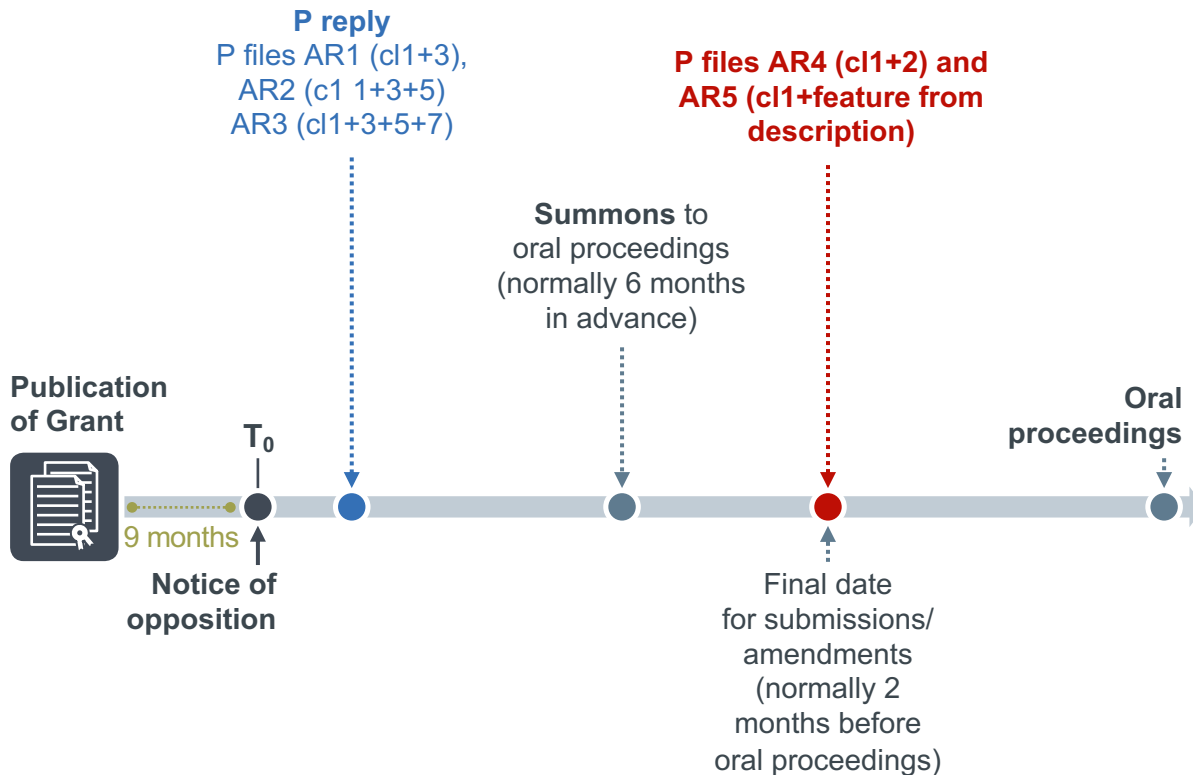 P reply
P files AR1 (cl1+3),
AR2 (c1 1+3+5)
AR3 (cl1+3+5+7)
P files AR4 (cl1+2) and
AR5 (cl1+feature from
description)
Summons to
oral proceedings
(normally 6 months
in advance)
Publication
of Grant
T₀
Oral
proceedings
9 months
Notice of
opposition
Final date
for submissions/
amendments
(normally 2
months before
oral proceedings)